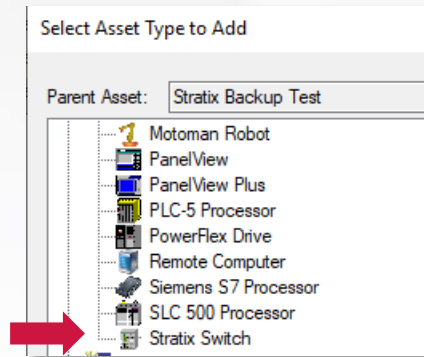 Select Asset Type to Add
Parent Asset: Stratix Backup Test
Motoman Robot
PanelView
PanelView Plus
PLC-5 Processor
PowerFlex Drive
Remote Computer
Siemens S7 Processor
SLC 500 Processor
Stratix Switch